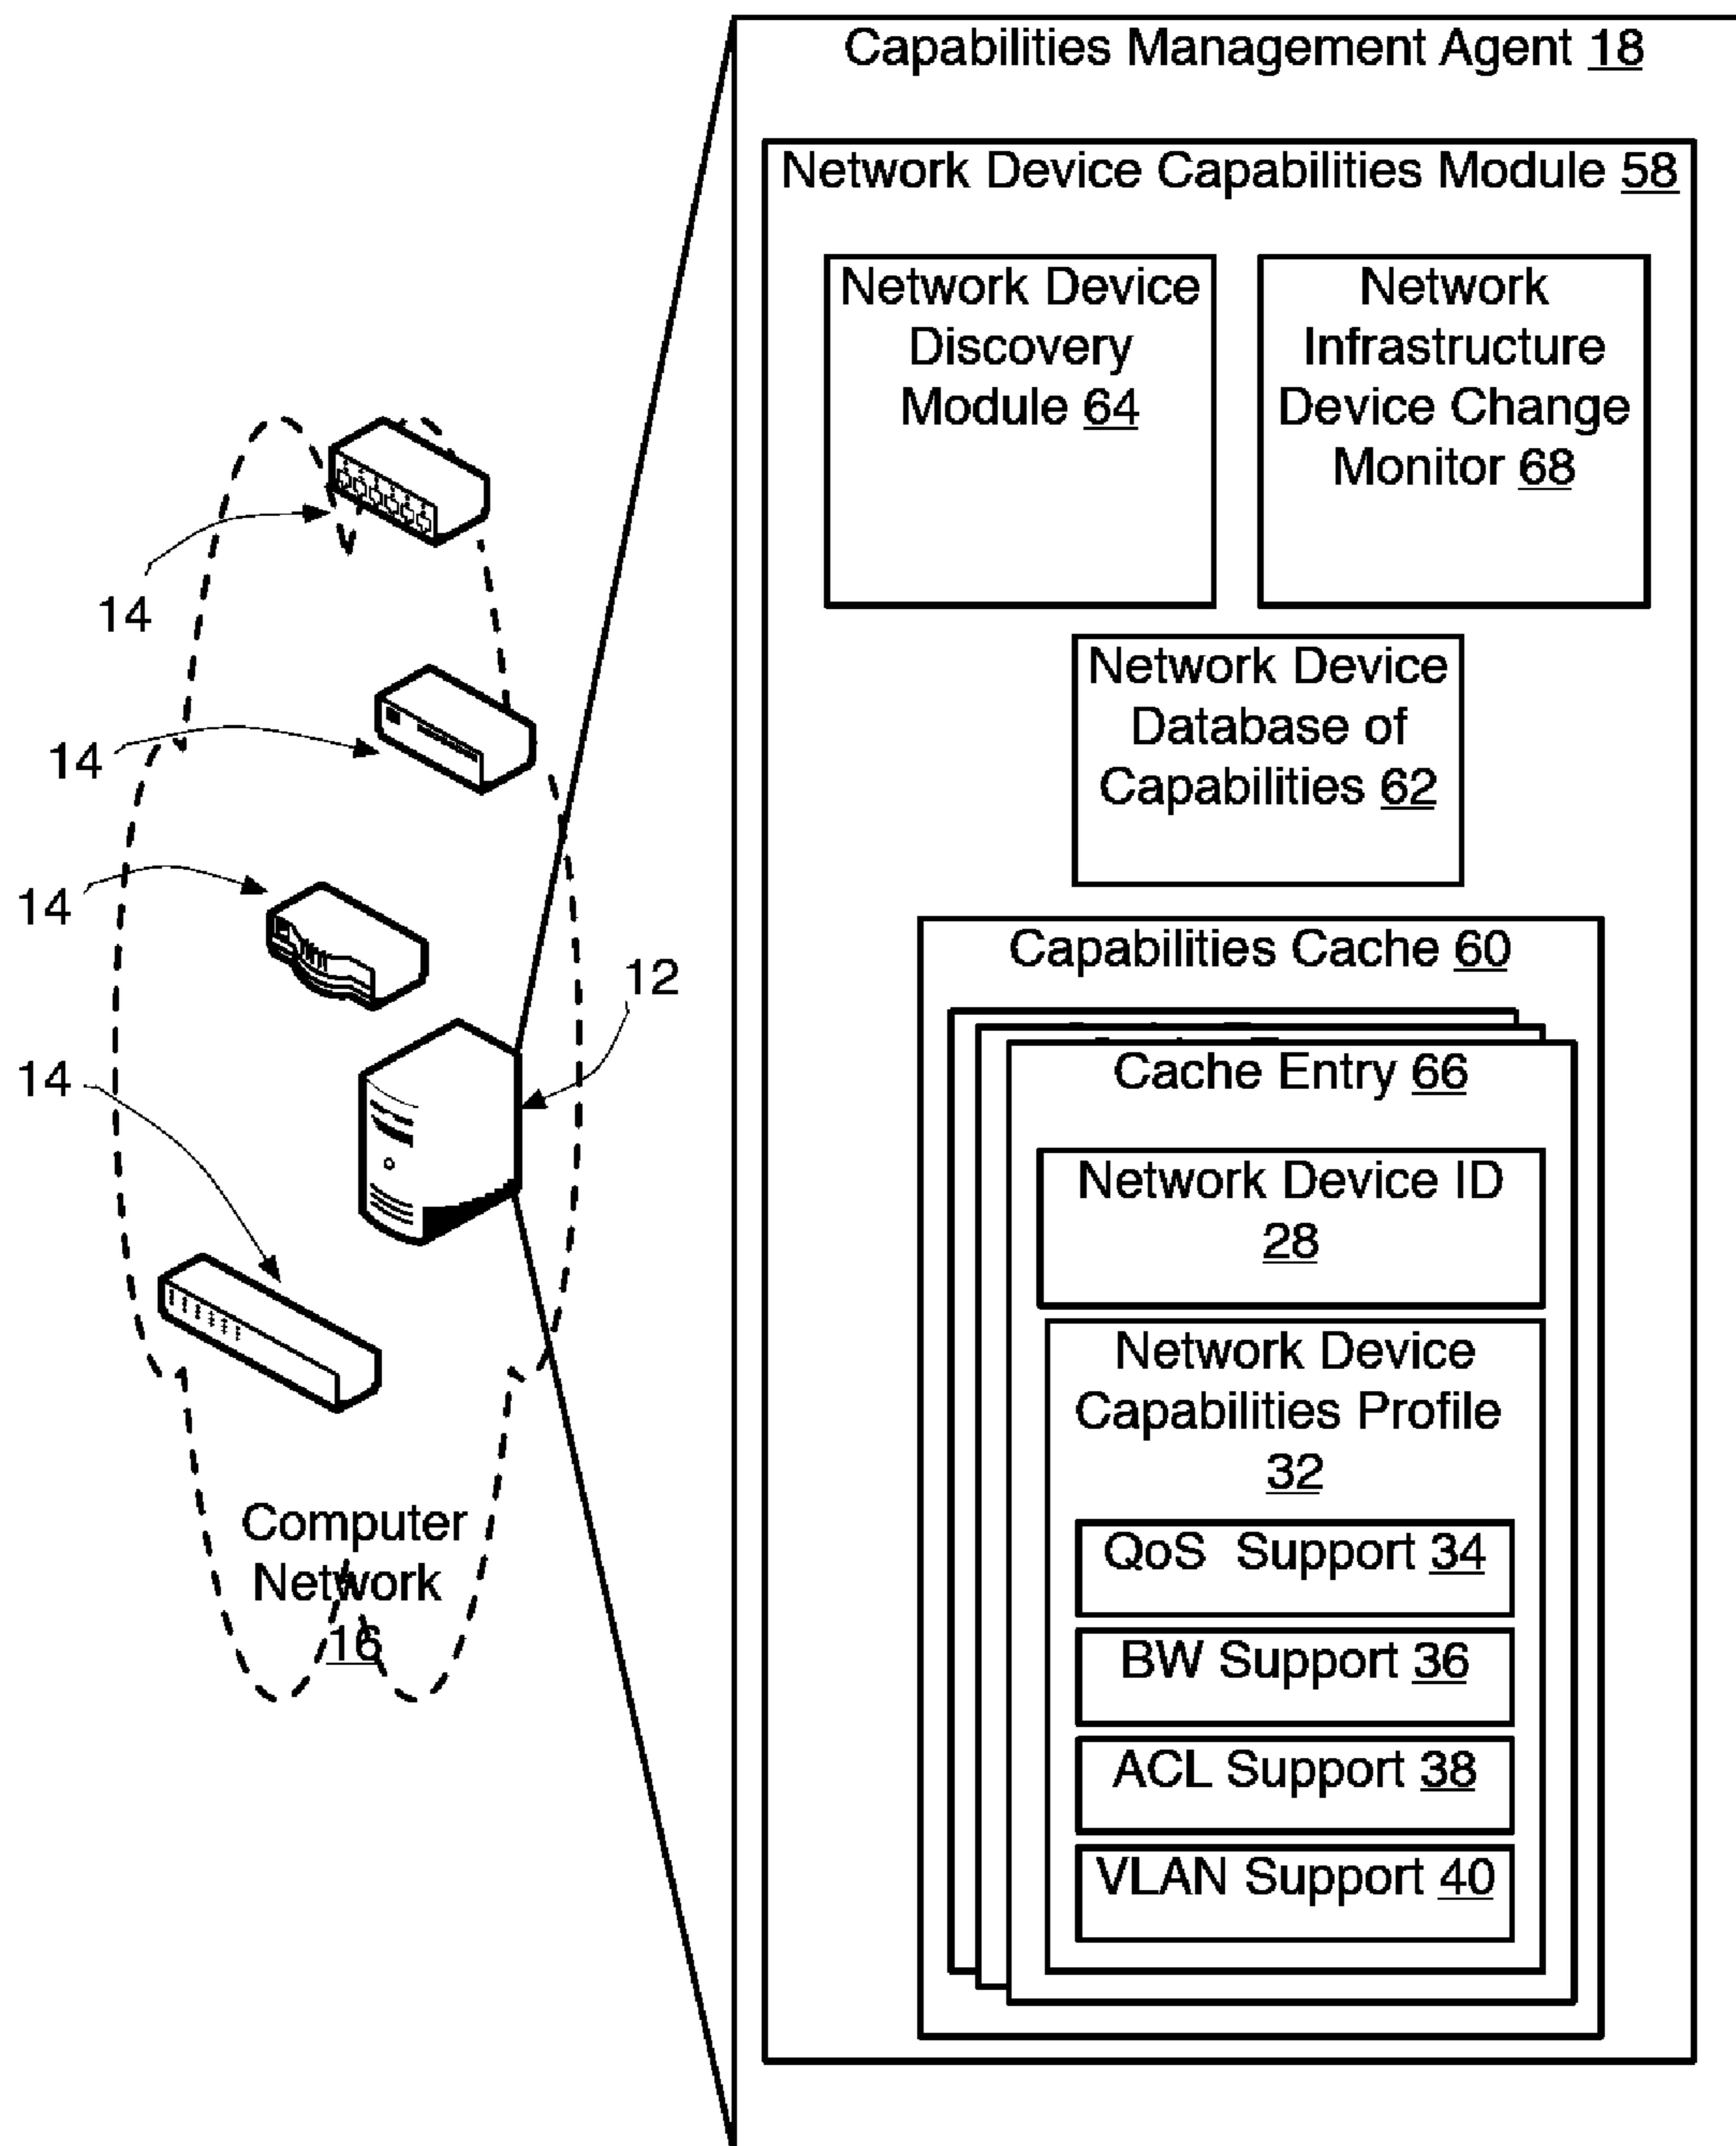 Capabilities Management Agent 18
Network Device Capabilities Module 58
Network Device
Discovery
Module 64
Network
Infrastructure
Device Change
Monitor 68
Network Device
Database of
Capabilities 62
Capabilities Cache 60
Cache Entry 66
Network Device ID
28
Network Device
Capabilities Profile
32
QoS Support 34
BW Support 36
ACL Support 38
VLAN Support 40
14
14
14
12
14
Computer
Network
16